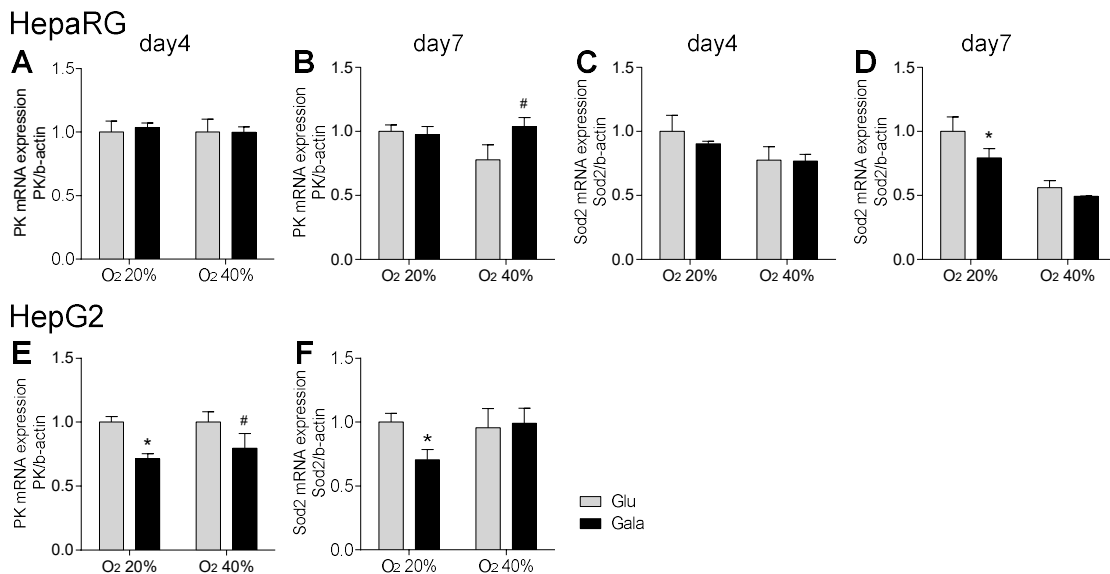 HepaRG
day4
day7
day4
day7
A
B
C
D
PK mRNA expression
PK/b-actin
1.5
1.0
0.5
0.0
O2 20%
O2 40%
PK mRNA expression
PK/b-actin
1.5
1.0
0.5
0.0
#
O2 20%
O2 40%
Sod2 mRNA expression
Sod2/b-actin
1.5
1.0
0.5
0.0
O2 20%
O2 40%
Sod2 mRNA expression
Sod2/b-actin
1.5
1.0
0.5
0.0
*
O2 20%
O2 40%
HepG2
E
F
PK mRNA expression
PK/b-actin
1.5
1.0
0.5
0.0
*
#
O2 20%
O2 40%
Sod2 mRNA expression
Sod2/b-actin
1.5
1.0
0.5
0.0
*
O2 20%
O2 40%
Glu
Gala